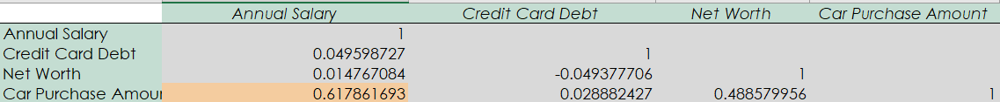 Annual Salary Credit Card Debt Net Worth Car Purchase Amount
Annual Salary 1
Credit Card Debt 0.049598727 1
Net Worth 0.014767084 -0.049377706 1
Car Purchase Amour 0.617861693 0.028882427 0.488579956 1